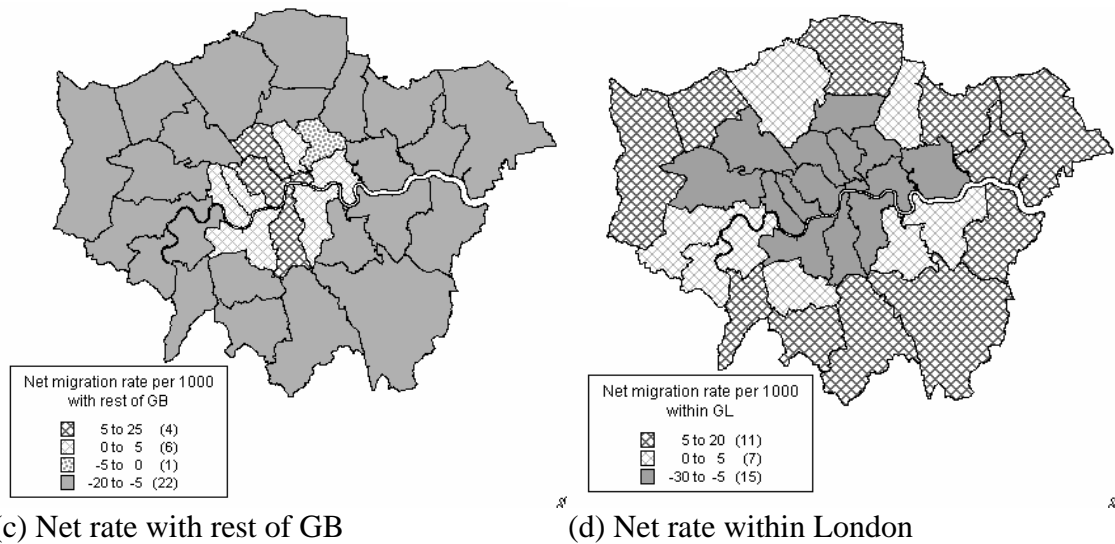 Net migration rate per 1000
with rest of GB
5 to 25 (4)
0 to 5 (6)
-5 to 0 (1)
-20 to -5 (22)
Net migration rate per 1000
within GL
5 to 20 (11)
0 to 5 (7)
-30 to -5 (15)
(c) Net rate with rest of GB
(d) Net rate within London